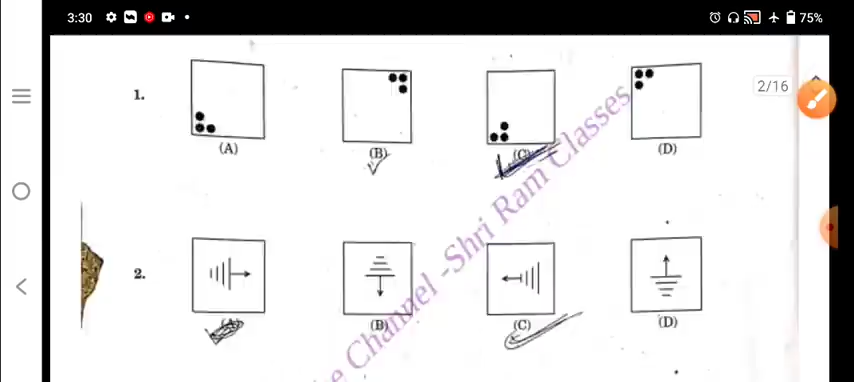 3:30
75%
2/16
1.
(A) (B) (C) (D)
2.
(A) (B) (C) (D)
Channel -Shri Ram Classes